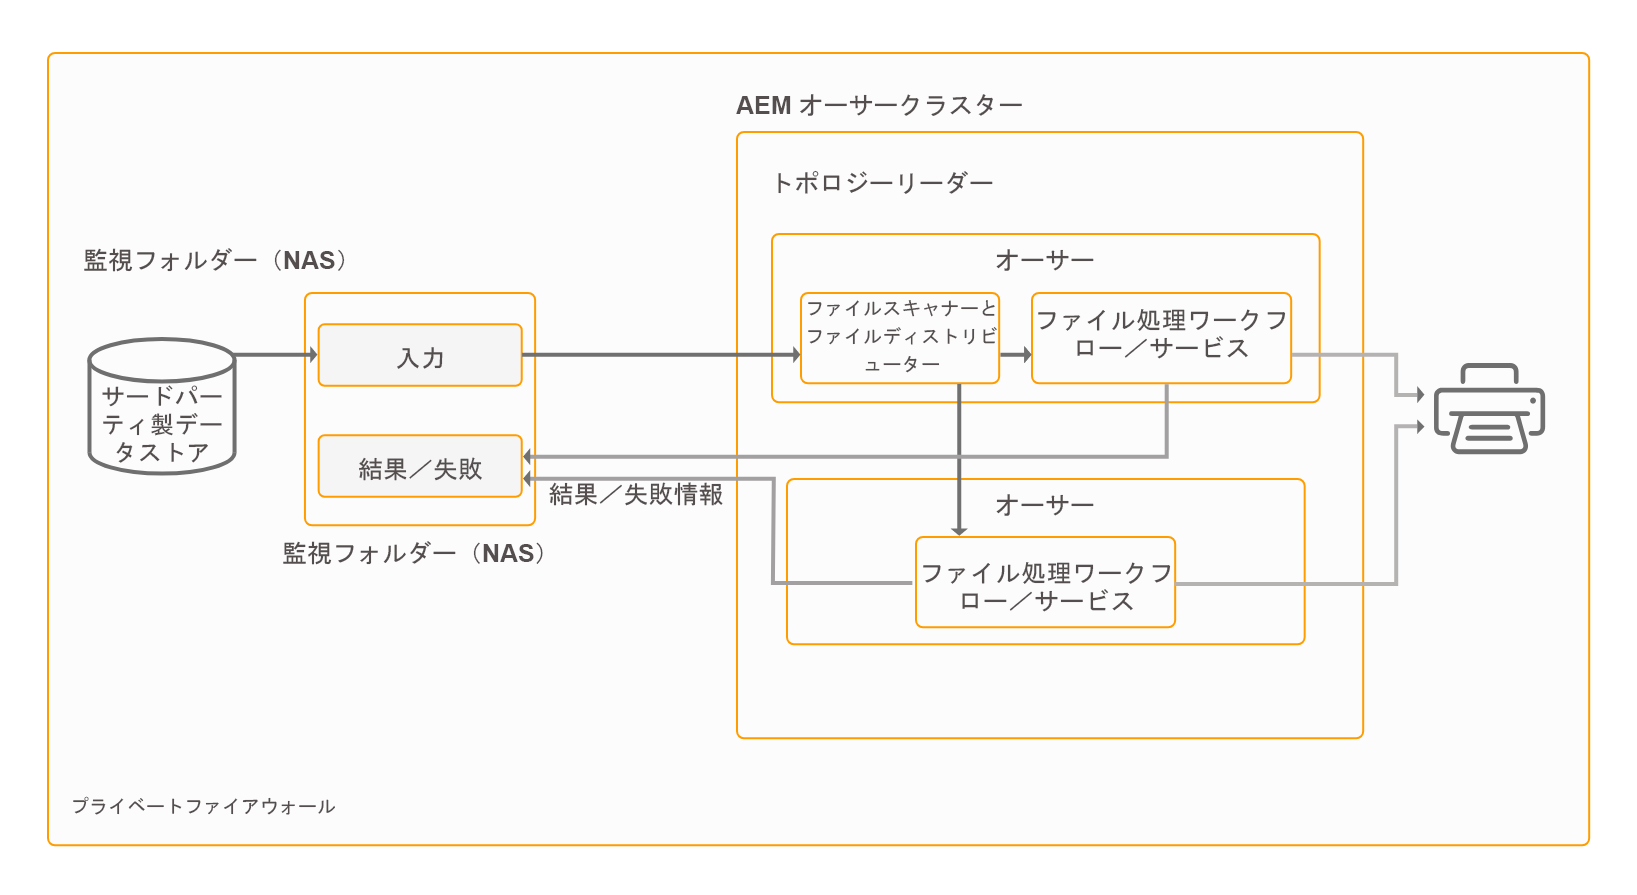 AEM オーサークラスター
トポロジーリーダー
監視フォルダー（NAS）
オーサー
ファイルスキャナーと
ファイルディストリビ
ューター
ファイル処理ワークフ
ロー／サービス
入力
サードパー
ティ製デー
タストア
結果／失敗
結果／失敗情報
オーサー
監視フォルダー（NAS）
ファイル処理ワークフ
ロー／サービス
プライベートファイアウォール